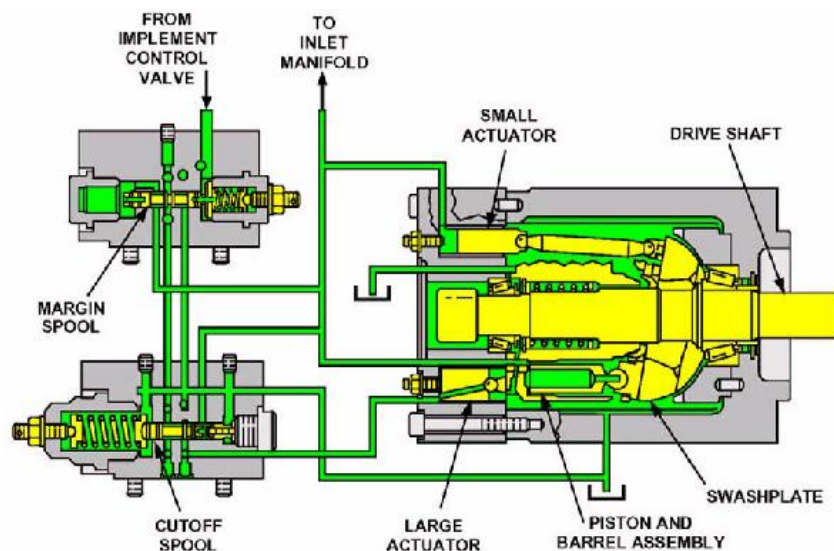 FROM
IMPLEMENT
CONTROL
VALVE
TO
INLET
MANIFOLD
SMALL
ACTUATOR
DRIVE SHAFT
MARGIN
SPOOL
CUTOFF
SPOOL
LARGE
ACTUATOR
PISTON AND
BARREL ASSEMBLY
SWASHPLATE